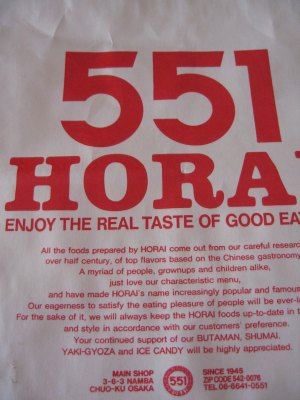 551
HORAI
ENJOY THE REAL TASTE OF GOOD
All the foods prepared by HORAI come out from our careful
over half century, of top flavors based on the Chinese gastronomy
A myriad of people, grownups and children alike,
just love our characteristic menu,
and have made HORAI's name increasingly popular and
Our eagerness to satisfy the eating pleasure of people will be
For the sake of it, we will always keep the HORAI foods up-to-date in
and style in accordance with our customers' preference.
Your continued support of our BUTAMAN, SHUMAI,
YAKI-GYOZA and ICE CANDY will be highly appreciated.
MAIN SHOP
3-6-3 NAMBA
CHUO-KU OSAKA
551
HORAI
SINCE 1945
ZIP CODE 542-0076
TEL 06-6641-0551